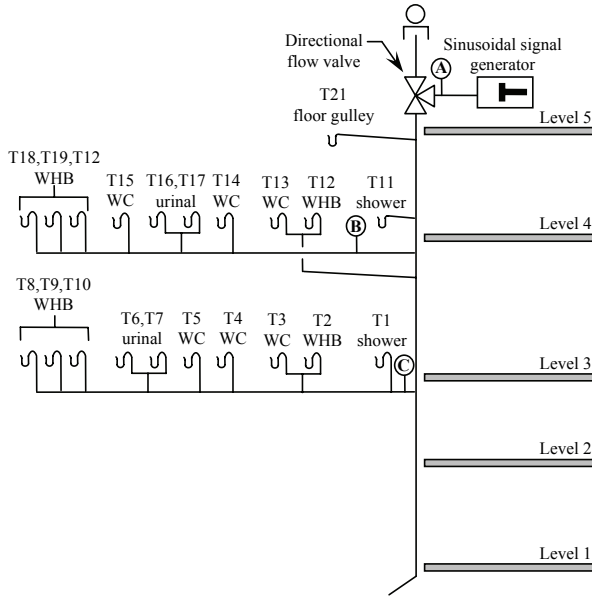 Directional
flow valve
Sinusoidal signal
generator
A
T21
floor gulley
Level 5
T18,T19,T12
WHB
T15
WC
T16,T17
urinal
T14
WC
T13
WC
T12
WHB
T11
shower
B
Level 4
T8,T9,T10
WHB
T6,T7
urinal
T5
WC
T4
WC
T3
WC
T2
WHB
T1
shower
C
Level 3
Level 2
Level 1